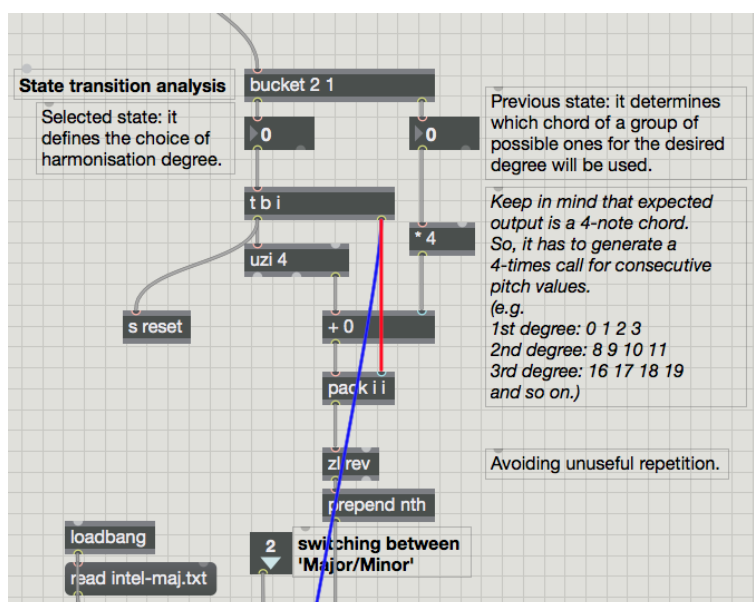 State transition analysis
bucket 2 1
Selected state: it
defines the choice of
harmonisation degree.
0
0
Previous state: it determines
which chord of a group of
possible ones for the desired
degree will be used.
t b i
* 4
Keep in mind that expected
output is a 4-note chord.
So, it has to generate a
4-times call for consecutive
pitch values.
(e.g.
1st degree: 0 1 2 3
2nd degree: 8 9 10 11
3rd degree: 16 17 18 19
and so on.)
uzi 4
s reset
+ 0
pack i i
zl rev
Avoiding unuseful repetition.
prepend nth
loadbang
read intel-maj.txt
2
switching between
'Major/Minor'